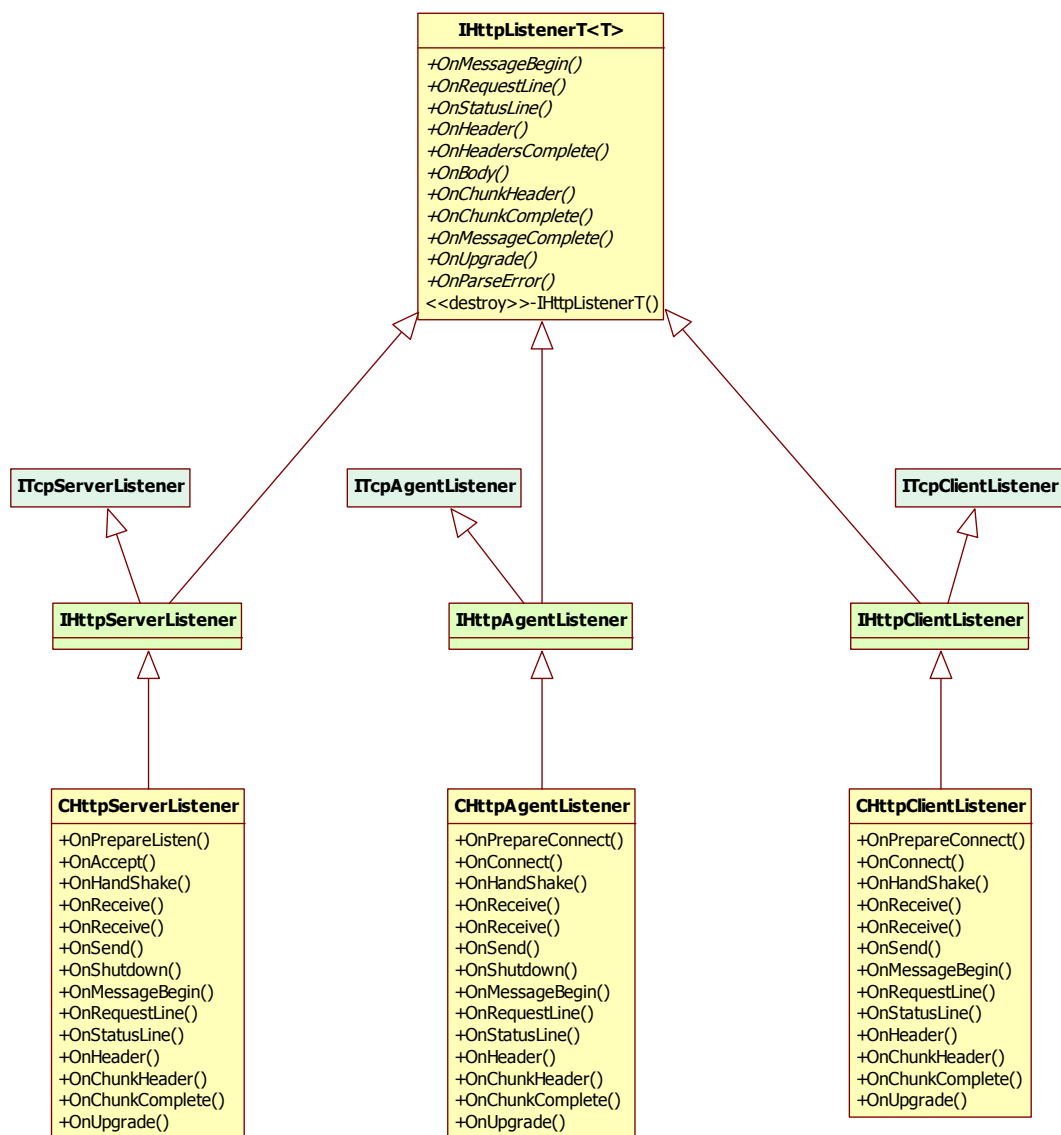 IHttpListenerT<T>
+OnMessageBegin()
+OnRequestLine()
+OnStatusLine()
+OnHeader()
+OnHeadersComplete()
+OnBody()
+OnChunkHeader()
+OnChunkComplete()
+OnMessageComplete()
+OnUpgrade()
+OnParseError()
<<destroy>>-IHttpListenerT()
ITcpServerListener
ITcpAgentListener
ITcpClientListener
IHttpServerListener
IHttpAgentListener
IHttpClientListener
CHttpServerListener
+OnPrepareListen()
+OnAccept()
+OnHandShake()
+OnReceive()
+OnReceive()
+OnSend()
+OnShutdown()
+OnMessageBegin()
+OnRequestLine()
+OnStatusLine()
+OnHeader()
+OnChunkHeader()
+OnChunkComplete()
+OnUpgrade()
CHttpAgentListener
+OnPrepareConnect()
+OnConnect()
+OnHandShake()
+OnReceive()
+OnReceive()
+OnSend()
+OnShutdown()
+OnMessageBegin()
+OnRequestLine()
+OnStatusLine()
+OnHeader()
+OnChunkHeader()
+OnChunkComplete()
+OnUpgrade()
CHttpClientListener
+OnPrepareConnect()
+OnConnect()
+OnHandShake()
+OnReceive()
+OnReceive()
+OnSend()
+OnMessageBegin()
+OnRequestLine()
+OnStatusLine()
+OnHeader()
+OnChunkHeader()
+OnChunkComplete()
+OnUpgrade()